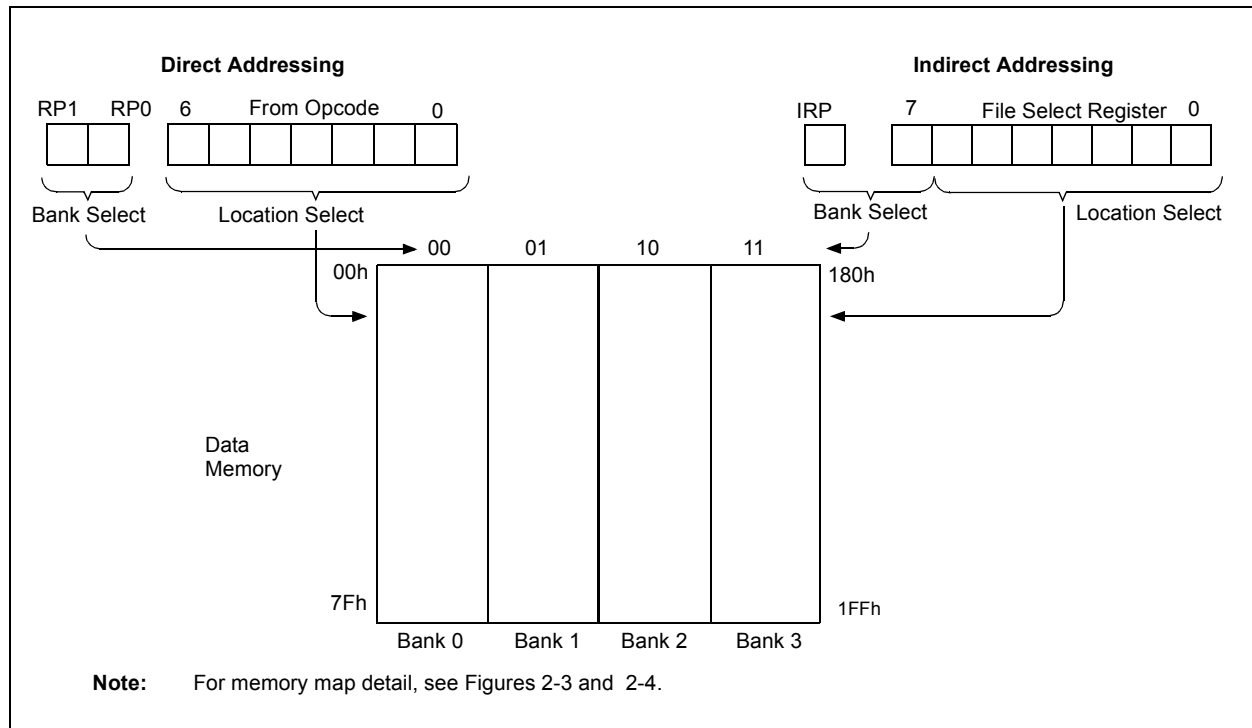 Direct Addressing
Indirect Addressing
RP1 RP0 6 From Opcode 0
IRP 7 File Select Register 0
Bank Select Location Select
Bank Select Location Select
00 01 10 11
00h 180h
Data
Memory
7Fh 1FFh
Bank 0 Bank 1 Bank 2 Bank 3
Note: For memory map detail, see Figures 2-3 and 2-4.